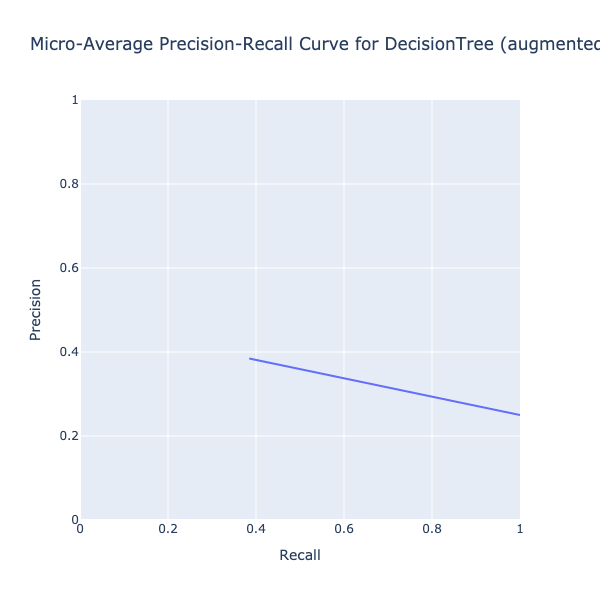 Micro-Average Precision-Recall Curve for DecisionTree (augmented
1
0.8
0.6
0.4
0.2
0
Precision
0 0.2 0.4 0.6 0.8 1
Recall